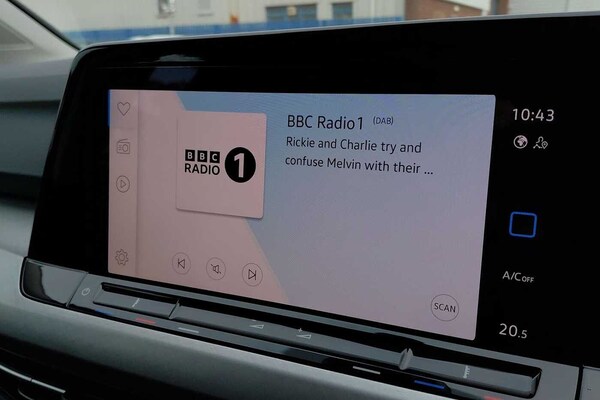 BBC Radio 1 (DAB)
Rickie and Charlie try and
confuse Melvin with their ...
BBC
RADIO 1
SCAN
10:43
A/C OFF
20.5